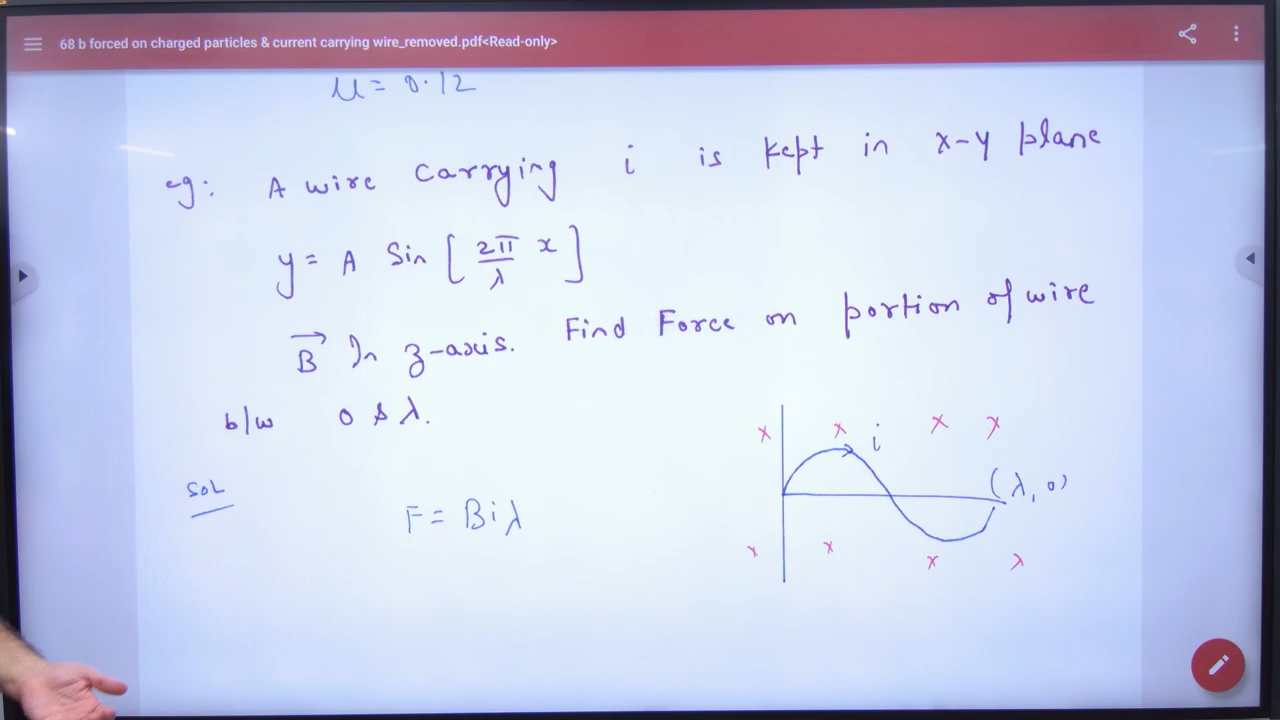 68 b forced on charged particles & current carrying wire_removed.pdf<Read-only>
μ = 0.12
eg: A wire carrying i is kept in x-y plane
y = A Sin [ 2π/λ x ]
B⃗ In z-axis. Find Force on portion of wire
b/w 0 & λ.
x x i x x
SOL
(λ, 0)
F = Biλ
x x x x